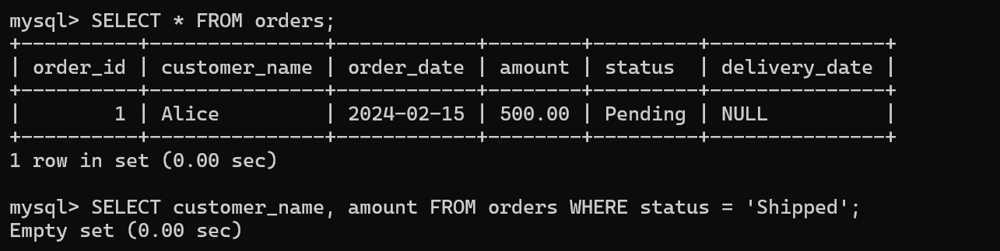 mysql> SELECT * FROM orders;
+----------+---------------+------------+--------+---------+---------------+
| order_id | customer_name | order_date | amount | status  | delivery_date |
+----------+---------------+------------+--------+---------+---------------+
|        1 | Alice         | 2024-02-15 | 500.00 | Pending | NULL          |
+----------+---------------+------------+--------+---------+---------------+
1 row in set (0.00 sec)

mysql> SELECT customer_name, amount FROM orders WHERE status = 'Shipped';
Empty set (0.00 sec)